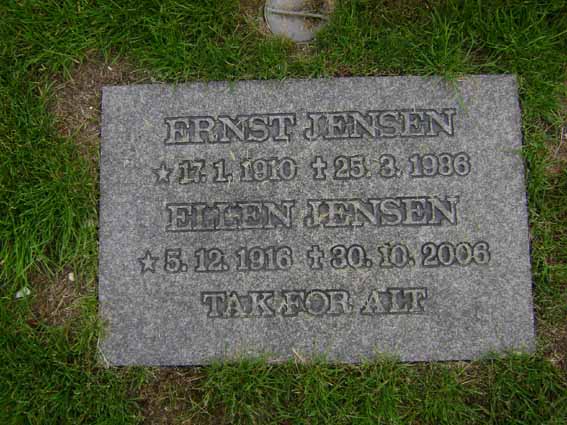 ERNST JENSEN
★ 17. 1. 1910 † 25. 3. 1986
ELLEN JENSEN
★ 5. 12. 1916 † 30. 10. 2006
TAK FOR ALT